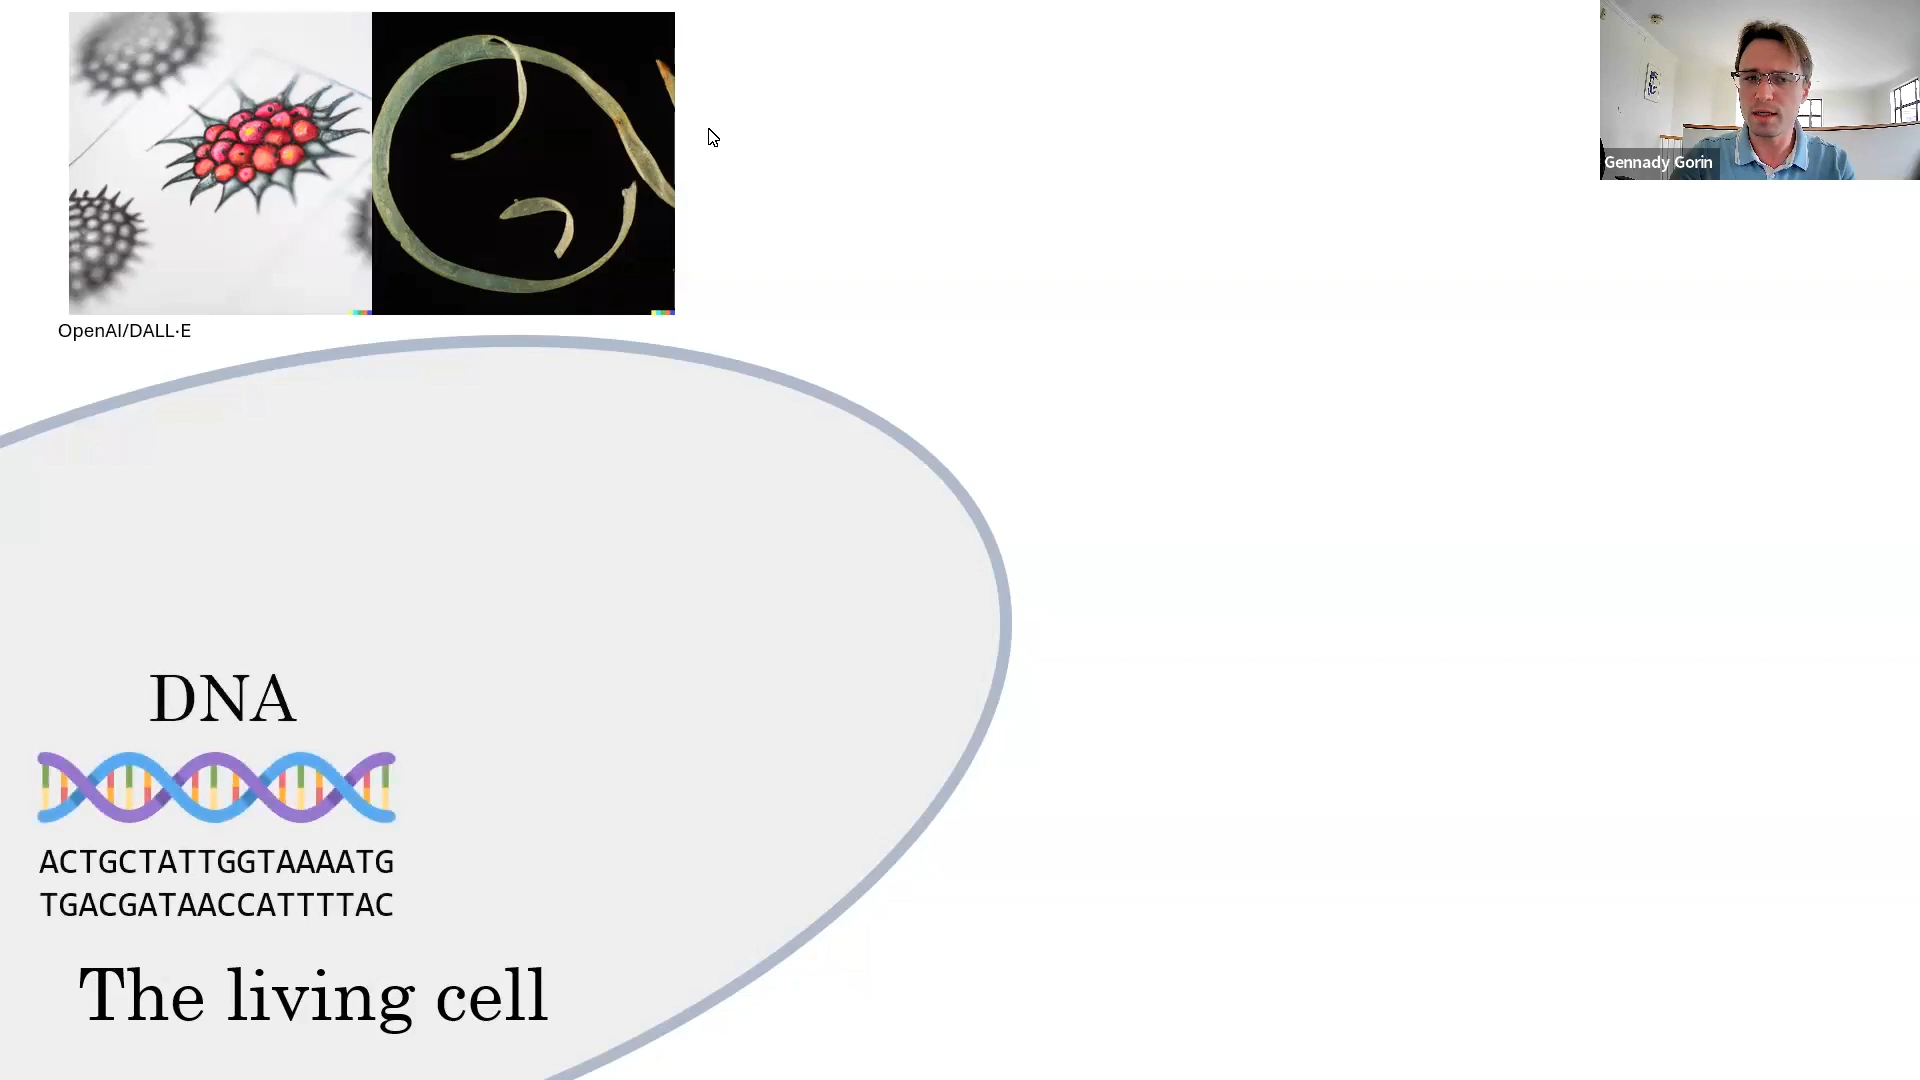 Gennady Gorin
OpenAI/DALL·E
DNA
ACTGCTATTGGTAAAATG
TGACGATAACCATTTTAC
The living cell